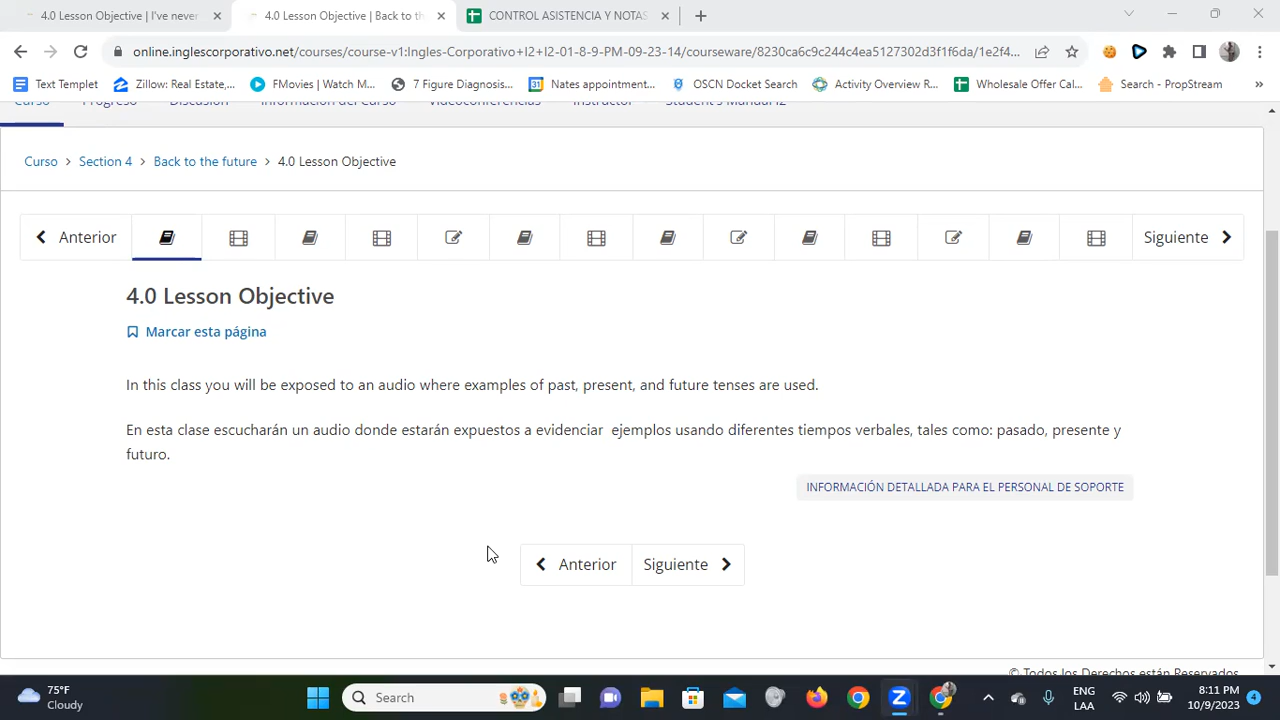 4.0 Lesson Objective | I've never
4.0 Lesson Objective | Back to th
CONTROL ASISTENCIA Y NOTAS
online.inglescorporativo.net/courses/course-v1:Ingles-Corporativo+I2+I2-01-8-9-PM-09-23-14/courseware/8230ca6c9c244c4ea5127302d3f1f6da/1e2f4...
Text Templet
Zillow: Real Estate,...
FMovies | Watch M...
7 Figure Diagnosis...
Nates appointment...
OSCN Docket Search
Activity Overview R...
Wholesale Offer Cal...
Search - PropStream
»
Curso Progreso Discusión Información del Curso Videoconferencias Instructor Student's Manual I2
Curso > Section 4 > Back to the future > 4.0 Lesson Objective
Anterior
Siguiente
4.0 Lesson Objective
Marcar esta página
In this class you will be exposed to an audio where examples of past, present, and future tenses are used.
En esta clase escucharán un audio donde estarán expuestos a evidenciar ejemplos usando diferentes tiempos verbales, tales como: pasado, presente y
futuro.
INFORMACIÓN DETALLADA PARA EL PERSONAL DE SOPORTE
Anterior
Siguiente
© Todos los Derechos están Reservados
75°F
Cloudy
Search
ENG
LAA
8:11 PM
10/9/2023
4